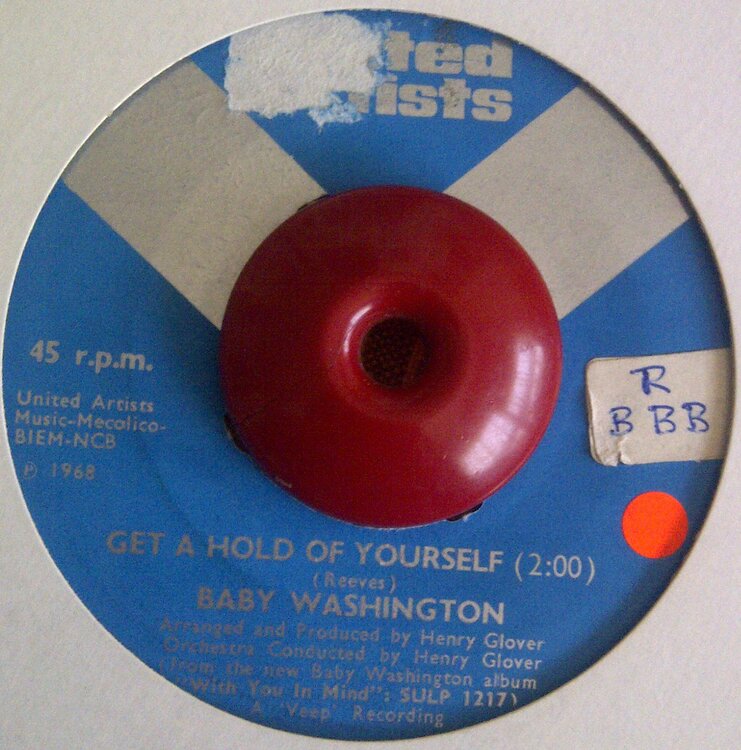 ted
ists
45 r.p.m.
United Artists
Music-Mecolico-
BIEM-NCB
℗ 1968
R
B BB
GET A HOLD OF YOURSELF (2:00)
(Reeves)
BABY WASHINGTON
Arranged and Produced by Henry Glover
Orchestra Conducted by Henry Glover
(from the new Baby Washington album
"With You In Mind": SULP 1217)
A 'Veep' Recording